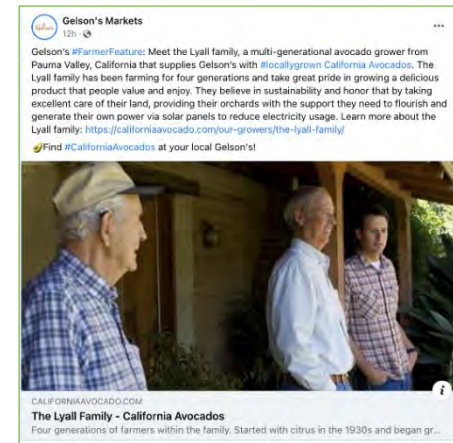 Gelson's Markets
12h
Gelson's #FarmerFeature: Meet the Lyall family, a multi-generational avocado grower from
Pauma Valley, California that supplies Gelson's with #locallygrown California Avocados. The
Lyall family has been farming for four generations and take great pride in growing a delicious
product that people value and enjoy. They believe in sustainability and honor that by taking
excellent care of their land, providing their orchards with the support they need to flourish and
generate their own power via solar panels to reduce electricity usage. Learn more about the
Lyall family: https://californiaavocado.com/our-growers/the-lyall-family/
🥑Find #CaliforniaAvocados at your local Gelson's!
CALIFORNIAAVOCADO.COM
The Lyall Family - California Avocados
Four generations of farmers within the family. Started with citrus in the 1930s and began gr...